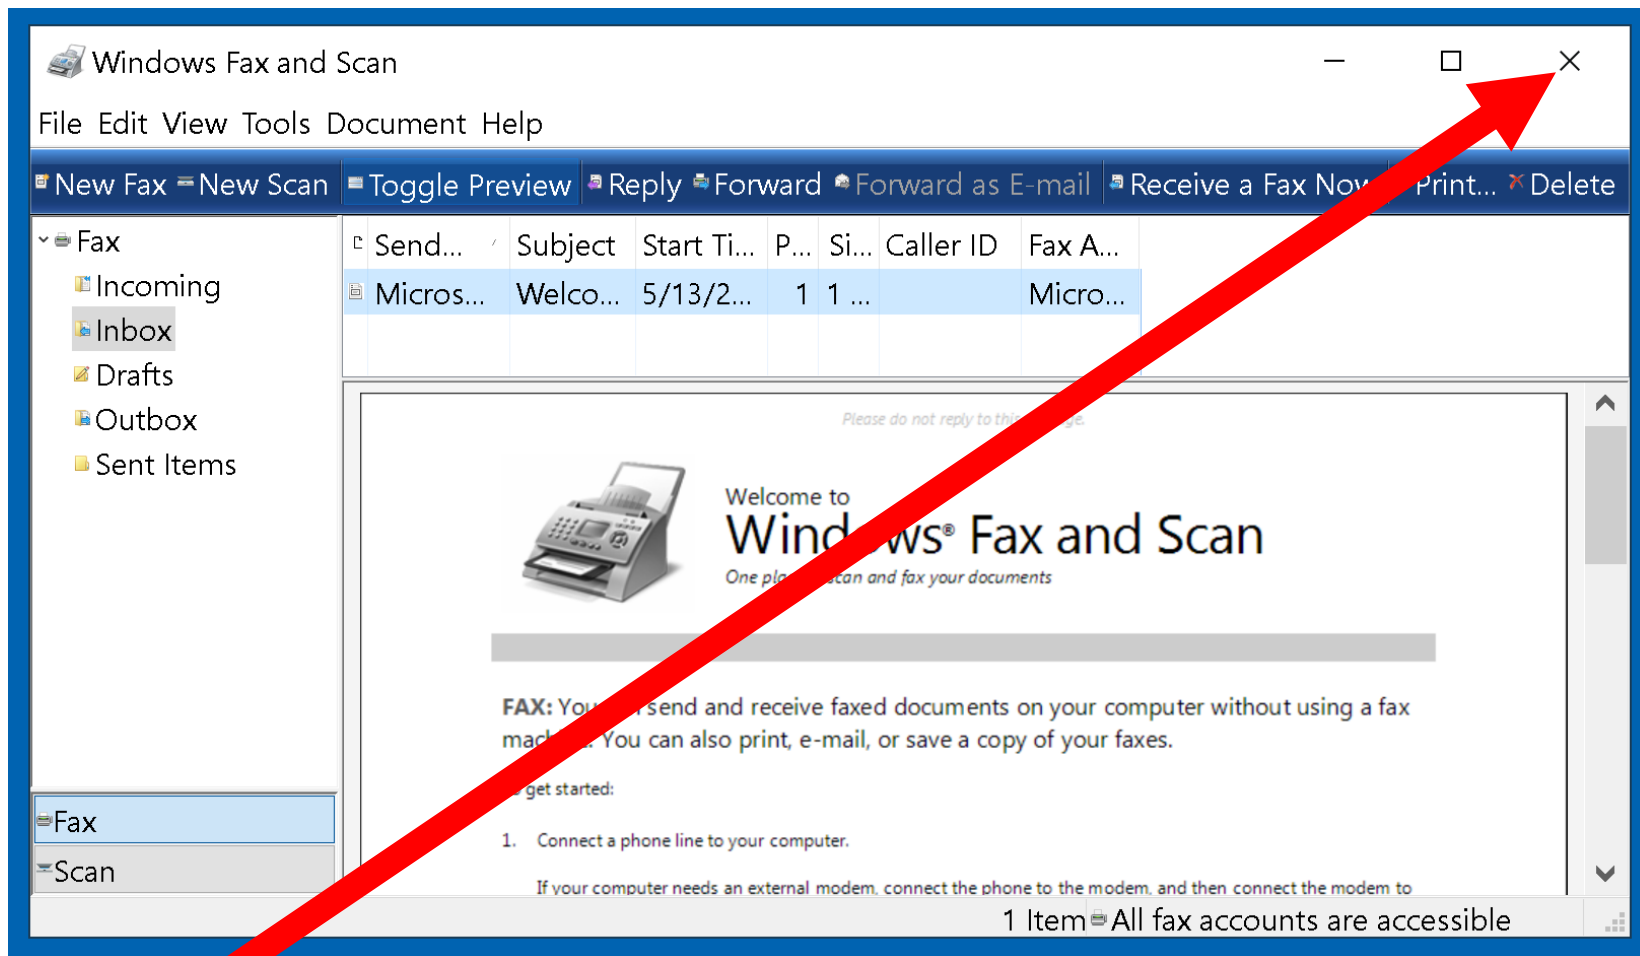 Windows Fax and Scan
File Edit View Tools Document Help
New Fax New Scan Toggle Preview Reply Forward Forward as E-mail Receive a Fax Now Print... Delete
Fax
Incoming
Inbox
Drafts
Outbox
Sent Items
Fax
Scan
Send... Subject Start Ti... P... Si... Caller ID Fax A...
Micros... Welco... 5/13/2... 1 1 ... Micro...
Please do not reply to this
Welcome to
Windows® Fax and Scan
One scan and fax your documents
FAX: You send and receive faxed documents on your computer without using a fax
machine. You can also print, e-mail, or save a copy of your faxes.
get started:
1. Connect a phone line to your computer.
If your computer needs an external modem, connect the phone to the modem, and then connect the modem to
1 Item All fax accounts are accessible